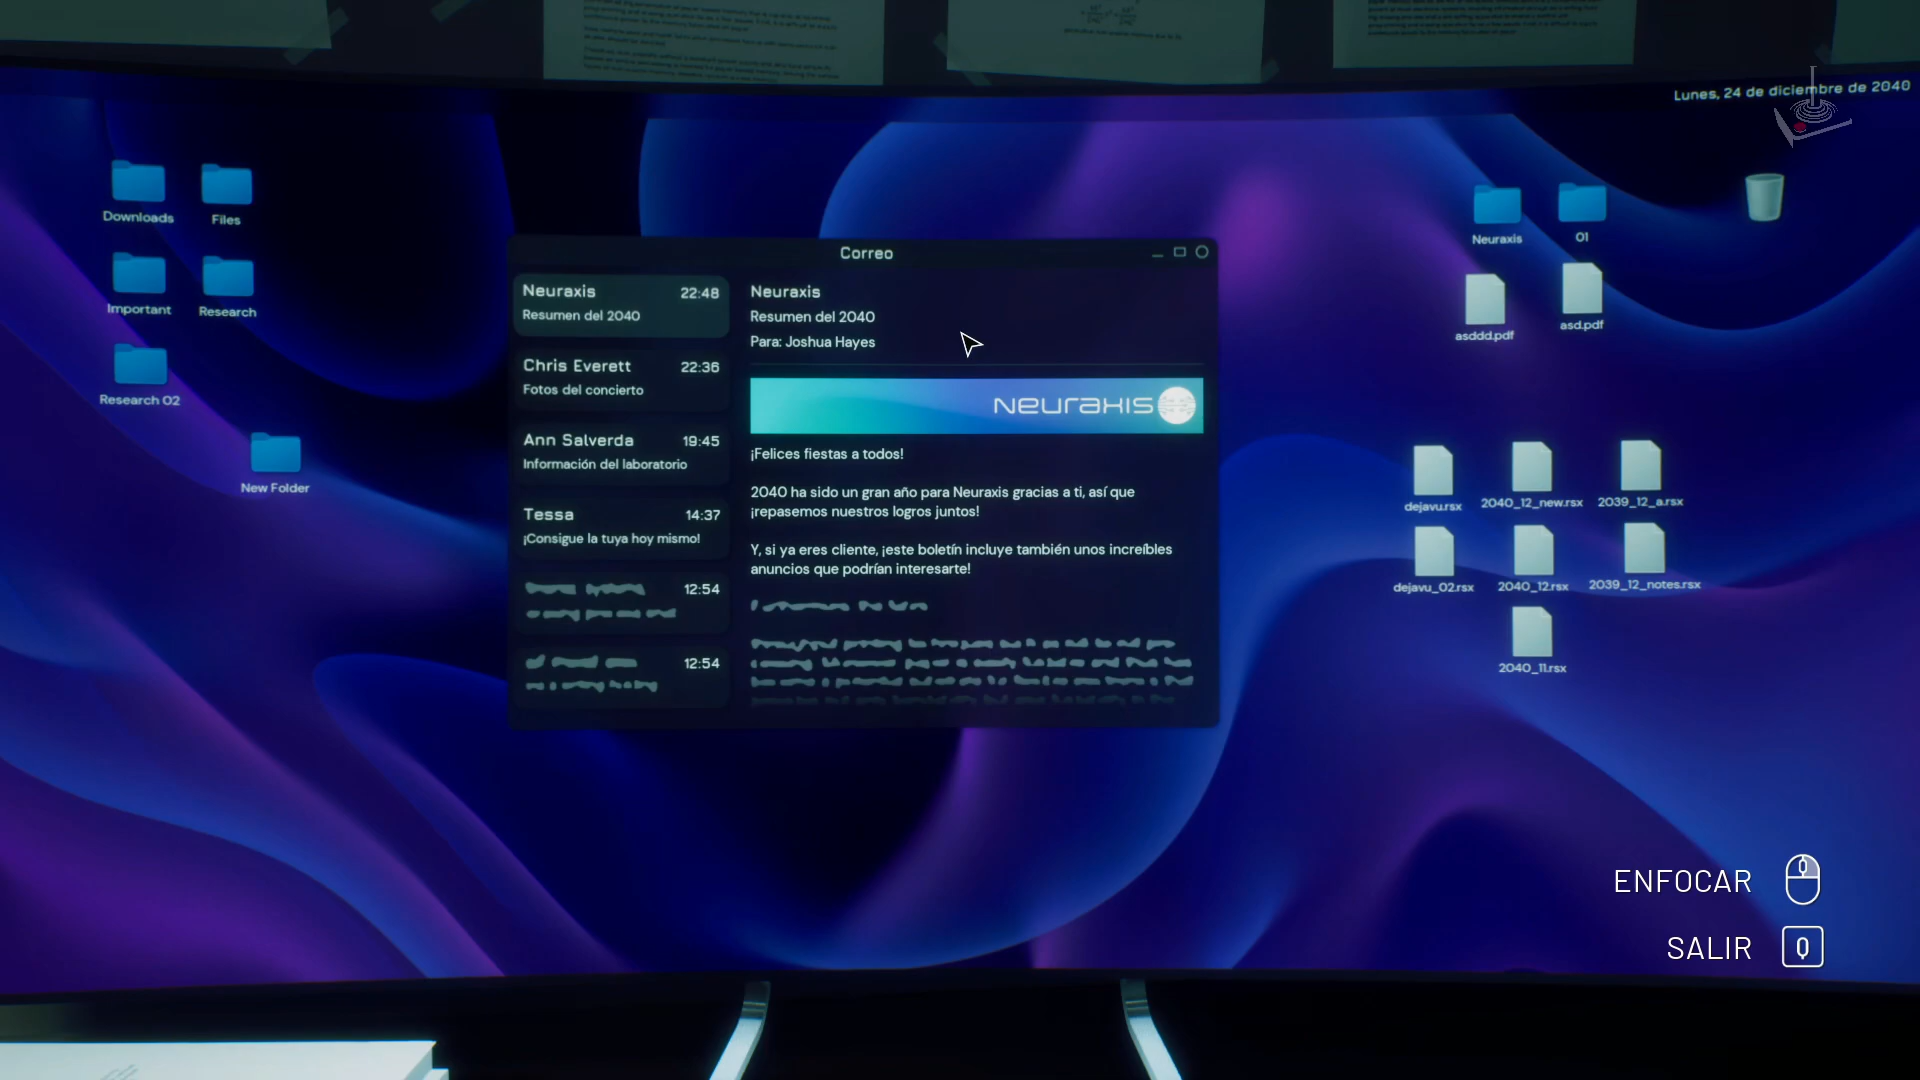 Lunes, 24 de diciembre de 2040
Downloads
Files
Important
Research
Research 02
New Folder
Correo
Neuraxis 22:48
Resumen del 2040
Chris Everett 22:36
Fotos del concierto
Ann Salverda 19:45
Información del laboratorio
Tessa 14:37
¡Consigue la tuya hoy mismo!
12:54
12:54
Neuraxis
Resumen del 2040
Para: Joshua Hayes
Neuraxis
¡Felices fiestas a todos!
2040 ha sido un gran año para Neuraxis gracias a ti, así que
¡repasemos nuestros logros juntos!
Y, si ya eres cliente, ¡este boletín incluye también unos increíbles
anuncios que podrían interesarte!
Neuraxis
01
asddd.pdf
asd.pdf
dejavu.rsx
2040_12_new.rsx
2039_12_a.rsx
dejavu_02.rsx
2040_12.rsx
2039_12_notes.rsx
2040_11.rsx
ENFOCAR
SALIR Q